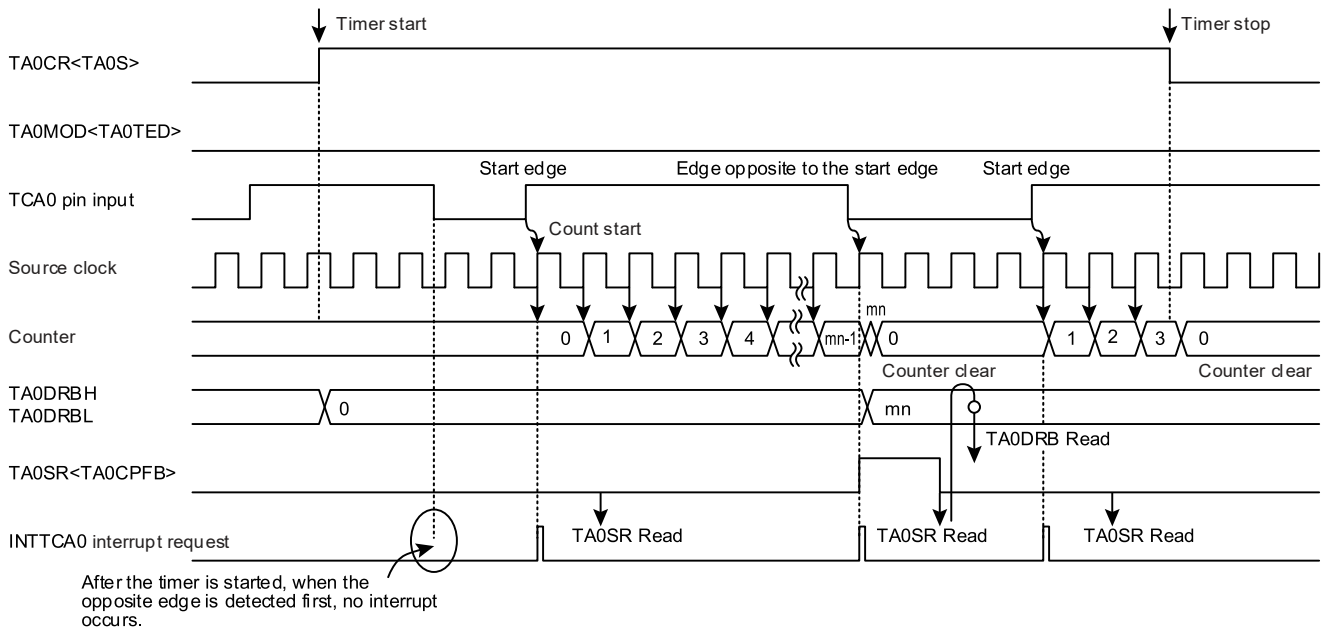 Timer start
Timer stop
TA0CR<TA0S>
TA0MOD<TA0TED>
Start edge
Edge opposite to the start edge
Start edge
TCA0 pin input
Count start
Source clock
mn
Counter
0 1 2 3 4 mn-1 0 1 2 3 0
Counter clear
Counter clear
TA0DRBH
TA0DRBL
0
mn
TA0DRB Read
TA0SR<TA0CPFB>
TA0SR Read
TA0SR Read
TA0SR Read
INTTCA0 interrupt request
After the timer is started, when the
opposite edge is detected first, no interrupt
occurs.